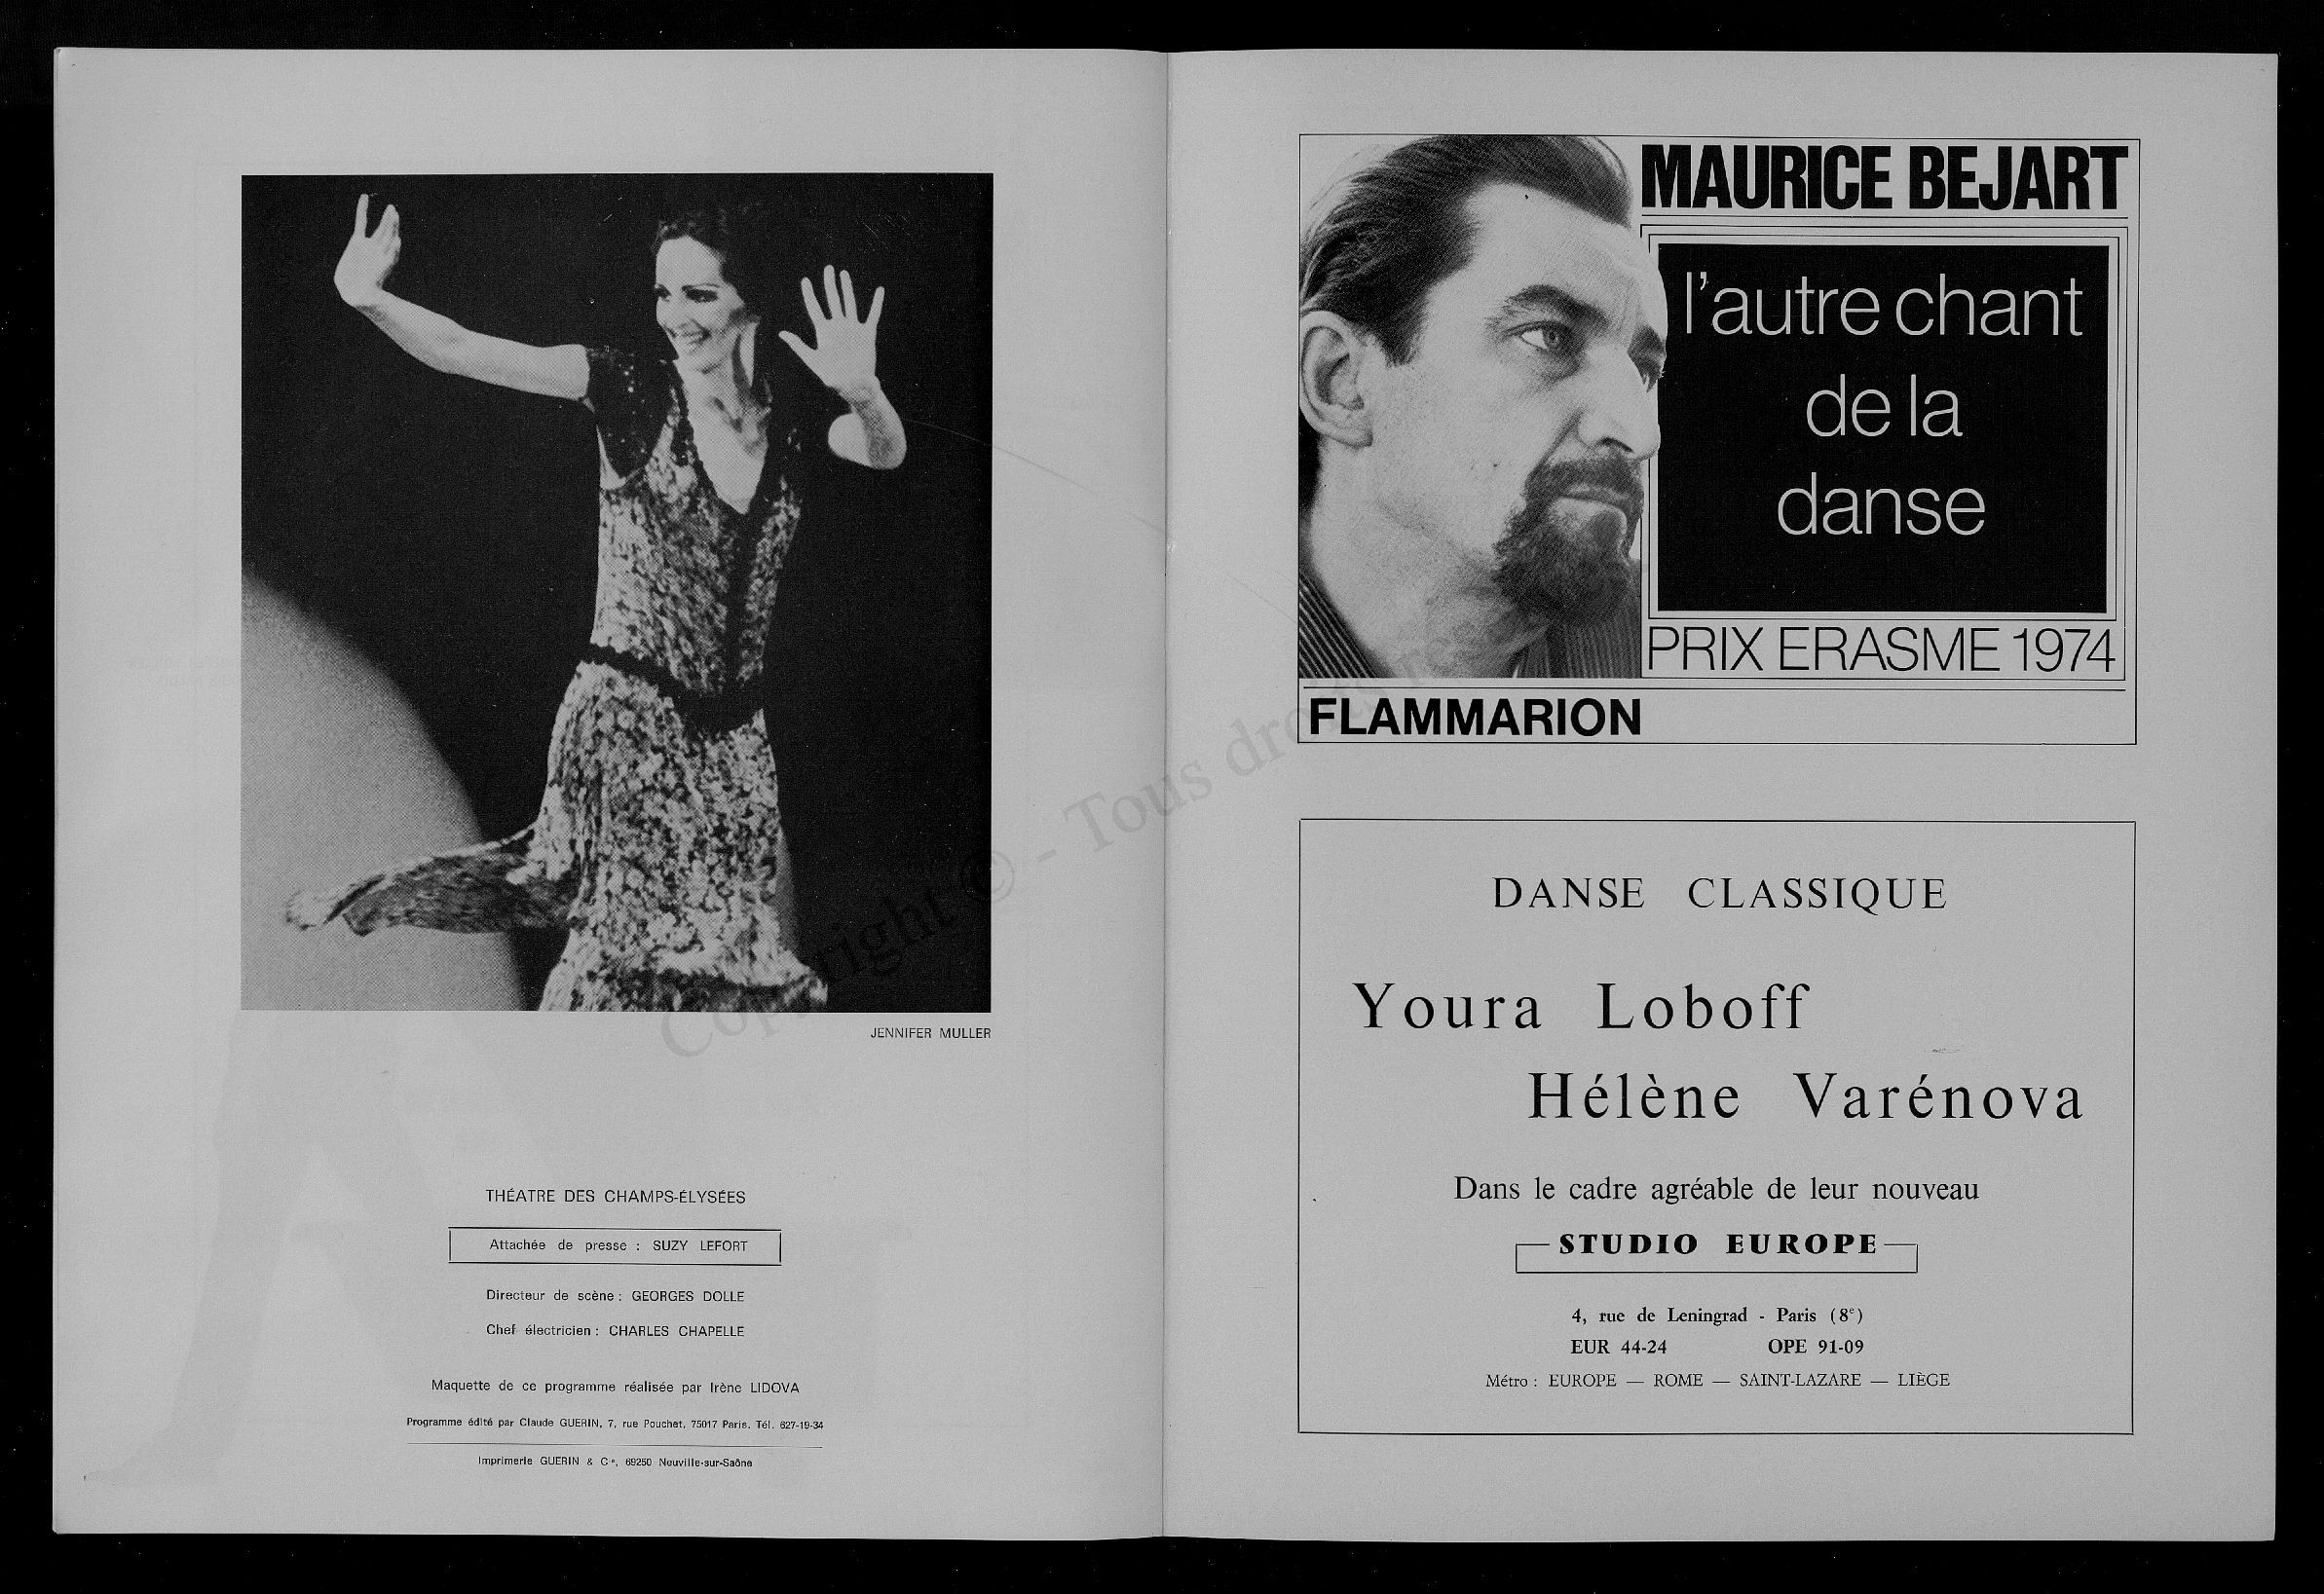 JENNIFER MULLER
THÉATRE DES CHAMPS-ÉLYSÉES
Attachée de presse : SUZY LEFORT
Directeur de scène : GEORGES DOLLE
Chef électricien : CHARLES CHAPELLE
Maquette de ce programme réalisée par Irène LIDOVA
Programme édité par Claude GUERIN, 7, rue Pouchet, 75017 Paris. Tél. 627-19-34
Imprimerie GUERIN & Cie, 69250 Neuville-sur-Saône
MAURICE BEJART
l'autre chant
de la
danse
PRIX ERASME 1974
FLAMMARION
DANSE CLASSIQUE
Youra Loboff
Hélène Varénova
Dans le cadre agréable de leur nouveau
STUDIO EUROPE
4, rue de Leningrad - Paris (8e)
EUR 44-24 OPE 91-09
Métro : EUROPE — ROME — SAINT-LAZARE — LIÈGE
Copyright © - Tous droits